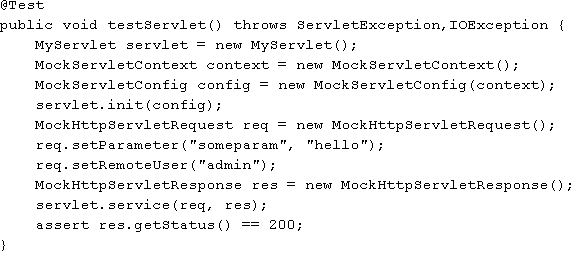 @Test
public void testServlet() throws ServletException,IOException {
    MyServlet servlet = new MyServlet();
    MockServletContext context = new MockServletContext();
    MockServletConfig config = new MockServletConfig(context);
    servlet.init(config);
    MockHttpServletRequest req = new MockHttpServletRequest();
    req.setParameter("someparam", "hello");
    req.setRemoteUser("admin");
    MockHttpServletResponse res = new MockHttpServletResponse();
    servlet.service(req, res);
    assert res.getStatus() == 200;
}